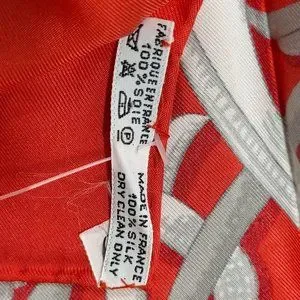 FABRIQUE EN FRANCE
100 % SOIE
P
MADE IN FRANCE
100% SILK
DRY CLEAN ONLY